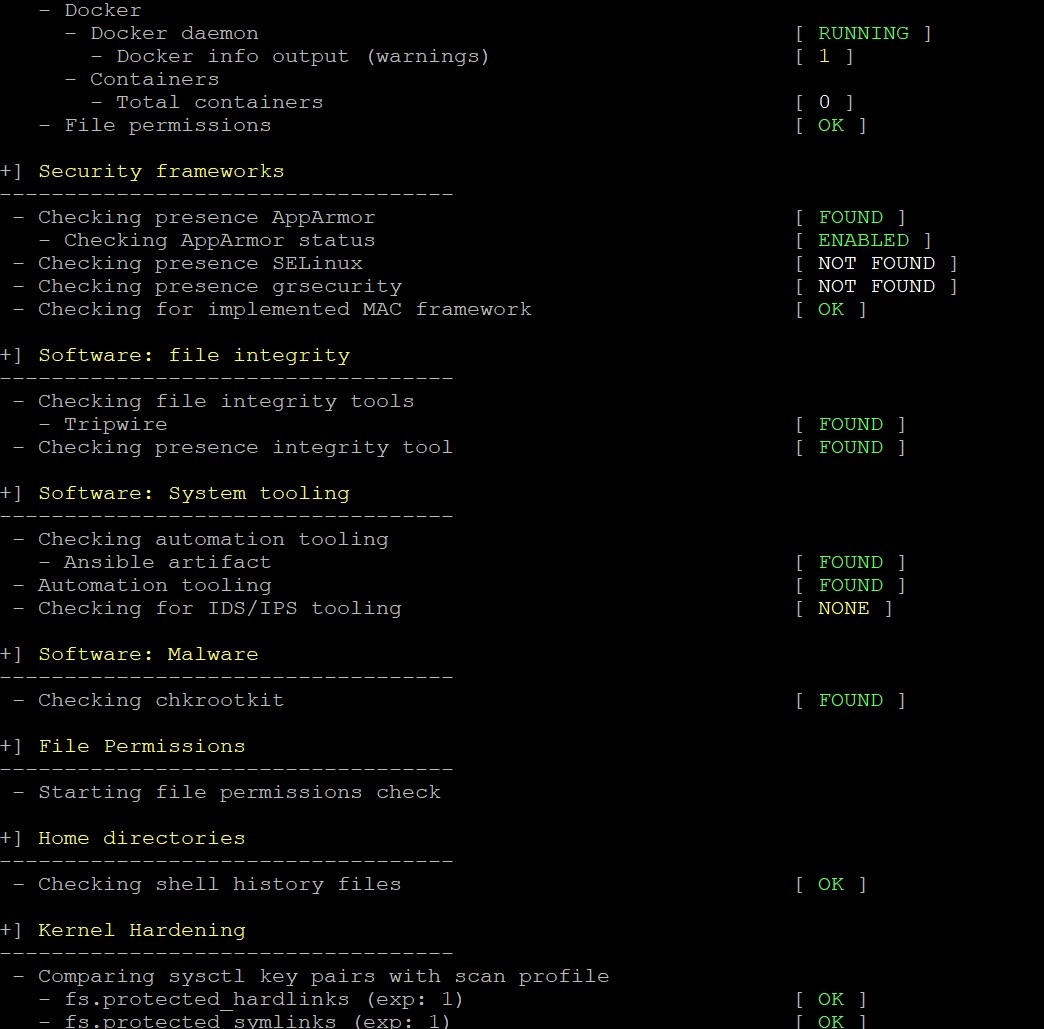 - Docker
- Docker daemon [ RUNNING ]
- Docker info output (warnings) [ 1 ]
- Containers
- Total containers [ 0 ]
- File permissions [ OK ]
+] Security frameworks
-----------------------------------
- Checking presence AppArmor [ FOUND ]
- Checking AppArmor status [ ENABLED ]
- Checking presence SELinux [ NOT FOUND ]
- Checking presence grsecurity [ NOT FOUND ]
- Checking for implemented MAC framework [ OK ]
+] Software: file integrity
-----------------------------------
- Checking file integrity tools
- Tripwire [ FOUND ]
- Checking presence integrity tool [ FOUND ]
+] Software: System tooling
-----------------------------------
- Checking automation tooling
- Ansible artifact [ FOUND ]
- Automation tooling [ FOUND ]
- Checking for IDS/IPS tooling [ NONE ]
+] Software: Malware
-----------------------------------
- Checking chkrootkit [ FOUND ]
+] File Permissions
-----------------------------------
- Starting file permissions check
+] Home directories
-----------------------------------
- Checking shell history files [ OK ]
+] Kernel Hardening
-----------------------------------
- Comparing sysctl key pairs with scan profile
- fs.protected_hardlinks (exp: 1) [ OK ]
- fs.protected_symlinks (exp: 1) [ OK ]